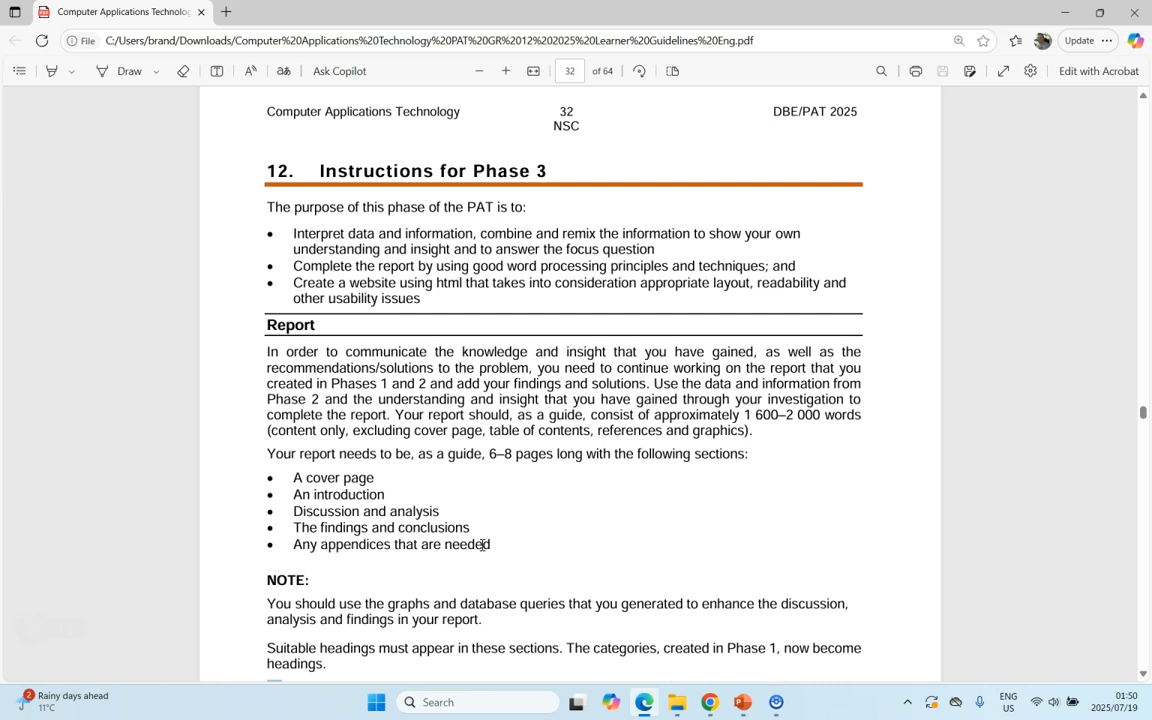 Computer Applications Technolog
File
C:/Users/brand/Downloads/Computer%20Applications%20Technology%20PAT%20GR%2012%202025%20Learner%20Guidelines%20Eng.pdf
Update
Draw
Ask Copilot
32 of 64
Edit with Acrobat
Computer Applications Technology 32 DBE/PAT 2025
NSC
12. Instructions for Phase 3
The purpose of this phase of the PAT is to:
• Interpret data and information, combine and remix the information to show your own
understanding and insight and to answer the focus question
• Complete the report by using good word processing principles and techniques; and
• Create a website using html that takes into consideration appropriate layout, readability and
other usability issues
Report
In order to communicate the knowledge and insight that you have gained, as well as the
recommendations/solutions to the problem, you need to continue working on the report that you
created in Phases 1 and 2 and add your findings and solutions. Use the data and information from
Phase 2 and the understanding and insight that you have gained through your investigation to
complete the report. Your report should, as a guide, consist of approximately 1 600–2 000 words
(content only, excluding cover page, table of contents, references and graphics).
Your report needs to be, as a guide, 6–8 pages long with the following sections:
• A cover page
• An introduction
• Discussion and analysis
• The findings and conclusions
• Any appendices that are needed
NOTE:
You should use the graphs and database queries that you generated to enhance the discussion,
analysis and findings in your report.
Suitable headings must appear in these sections. The categories, created in Phase 1, now become
headings.
2
Rainy days ahead
11°C
Search
ENG
US
01:50
2025/07/19